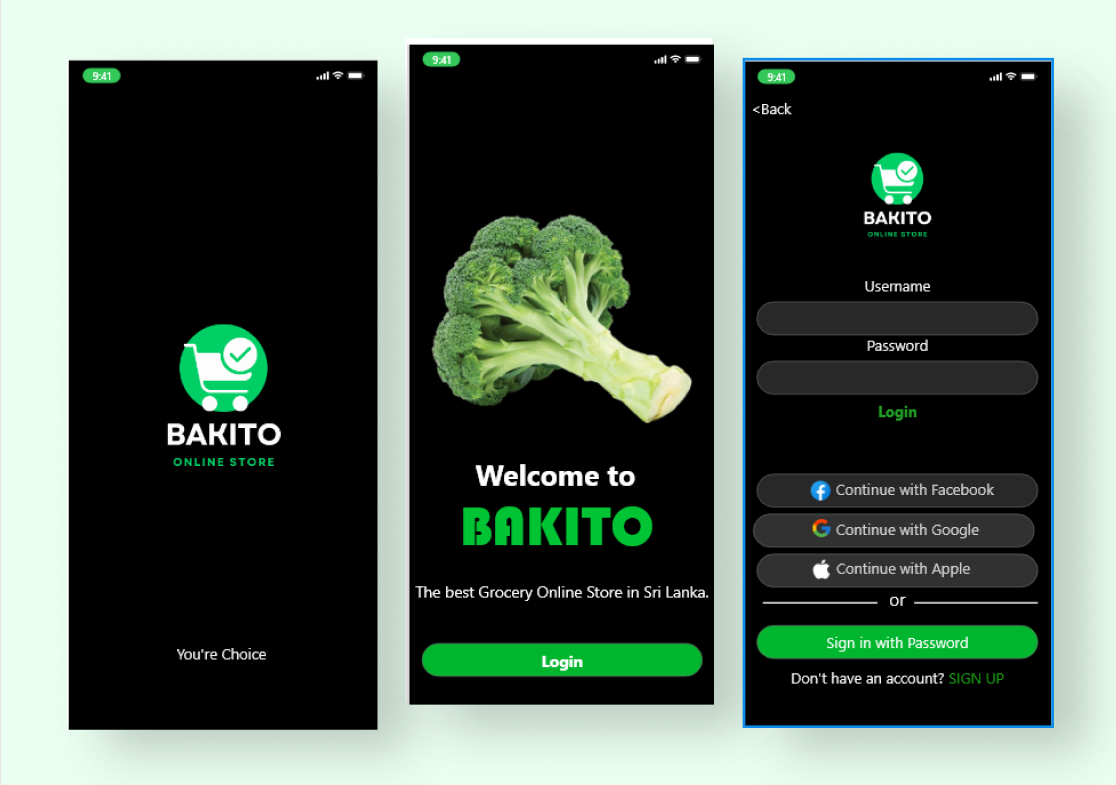 9:41
BAKITO
ONLINE STORE
You're Choice
9:41
Welcome to
BAKITO
The best Grocery Online Store in Sri Lanka.
Login
9:41
<Back
BAKITO
ONLINE STORE
Username
Password
Login
Continue with Facebook
Continue with Google
Continue with Apple
or
Sign in with Password
Don't have an account? SIGN UP